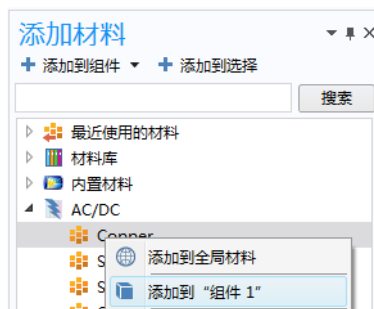 添加材料
添加到组件 添加到选择
搜索
最近使用的材料
材料库
内置材料
AC/DC
Copper
S
添加到全局材料
S
添加到 “组件 1”